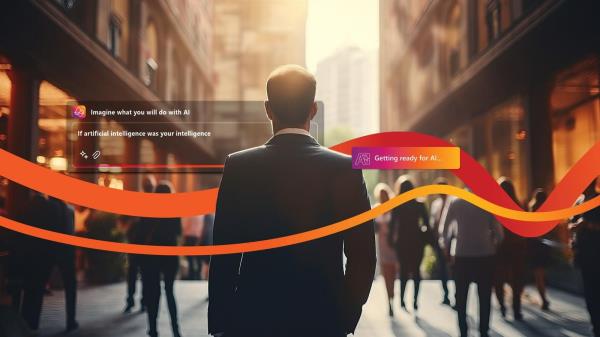 Imagine what you will do with AI
If artificial intelligence was your intelligence
Getting ready for AI...